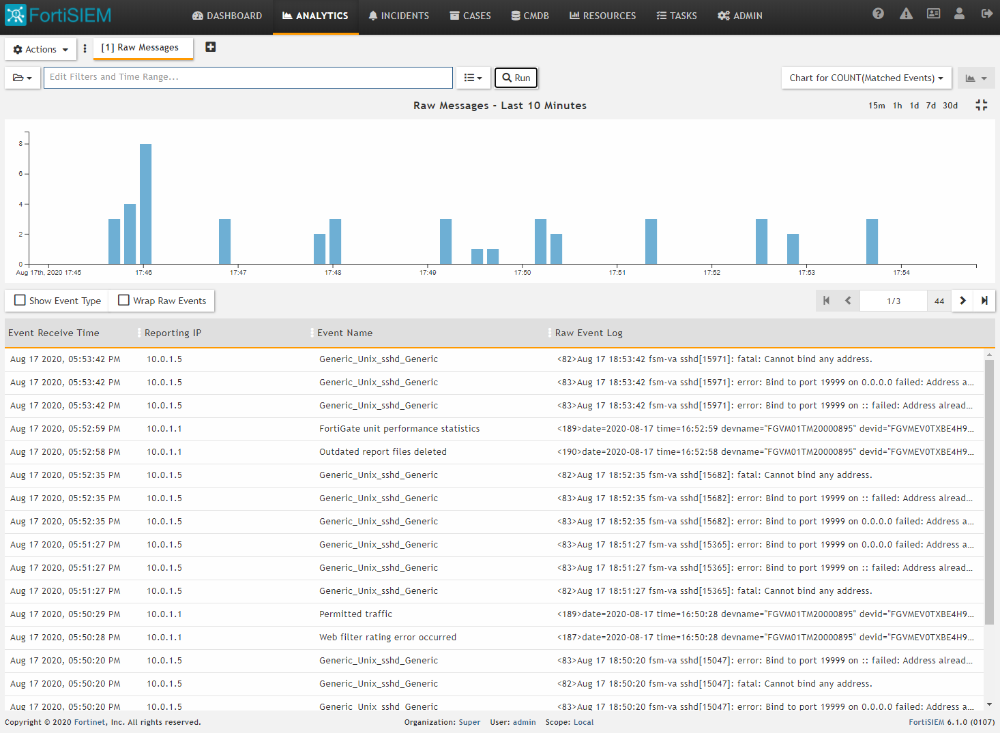 FortiSIEM
DASHBOARD ANALYTICS INCIDENTS CASES CMDB RESOURCES TASKS ADMIN
Actions [1] Raw Messages
Edit Filters and Time Range... Run Chart for COUNT(Matched Events)
Raw Messages - Last 10 Minutes 15m 1h 1d 7d 30d
8
6
4
2
0
Aug 17th, 2020 17:45 17:46 17:47 17:48 17:49 17:50 17:51 17:52 17:53 17:54
Show Event Type Wrap Raw Events 1/3 44
Event Receive Time Reporting IP Event Name Raw Event Log
Aug 17 2020, 05:53:42 PM 10.0.1.5 Generic_Unix_sshd_Generic <82>Aug 17 18:53:42 fsm-va sshd[15971]: fatal: Cannot bind any address.
Aug 17 2020, 05:53:42 PM 10.0.1.5 Generic_Unix_sshd_Generic <83>Aug 17 18:53:42 fsm-va sshd[15971]: error: Bind to port 19999 on 0.0.0.0 failed: Address a...
Aug 17 2020, 05:53:42 PM 10.0.1.5 Generic_Unix_sshd_Generic <83>Aug 17 18:53:42 fsm-va sshd[15971]: error: Bind to port 19999 on :: failed: Address alread...
Aug 17 2020, 05:52:59 PM 10.0.1.1 FortiGate unit performance statistics <189>date=2020-08-17 time=16:52:59 devname="FGVM01TM20000895" devid="FGVMEV0TXBE4H9...
Aug 17 2020, 05:52:58 PM 10.0.1.1 Outdated report files deleted <190>date=2020-08-17 time=16:52:58 devname="FGVM01TM20000895" devid="FGVMEV0TXBE4H9...
Aug 17 2020, 05:52:35 PM 10.0.1.5 Generic_Unix_sshd_Generic <82>Aug 17 18:52:35 fsm-va sshd[15682]: fatal: Cannot bind any address.
Aug 17 2020, 05:52:35 PM 10.0.1.5 Generic_Unix_sshd_Generic <83>Aug 17 18:52:35 fsm-va sshd[15682]: error: Bind to port 19999 on :: failed: Address alread...
Aug 17 2020, 05:52:35 PM 10.0.1.5 Generic_Unix_sshd_Generic <83>Aug 17 18:52:35 fsm-va sshd[15682]: error: Bind to port 19999 on 0.0.0.0 failed: Address a...
Aug 17 2020, 05:51:27 PM 10.0.1.5 Generic_Unix_sshd_Generic <83>Aug 17 18:51:27 fsm-va sshd[15365]: error: Bind to port 19999 on 0.0.0.0 failed: Address a...
Aug 17 2020, 05:51:27 PM 10.0.1.5 Generic_Unix_sshd_Generic <83>Aug 17 18:51:27 fsm-va sshd[15365]: error: Bind to port 19999 on :: failed: Address alread...
Aug 17 2020, 05:51:27 PM 10.0.1.5 Generic_Unix_sshd_Generic <82>Aug 17 18:51:27 fsm-va sshd[15365]: fatal: Cannot bind any address.
Aug 17 2020, 05:50:29 PM 10.0.1.1 Permitted traffic <189>date=2020-08-17 time=16:50:28 devname="FGVM01TM20000895" devid="FGVMEV0TXBE4H9...
Aug 17 2020, 05:50:28 PM 10.0.1.1 Web filter rating error occurred <187>date=2020-08-17 time=16:50:28 devname="FGVM01TM20000895" devid="FGVMEV0TXBE4H9...
Aug 17 2020, 05:50:20 PM 10.0.1.5 Generic_Unix_sshd_Generic <83>Aug 17 18:50:20 fsm-va sshd[15047]: error: Bind to port 19999 on :: failed: Address alread...
Aug 17 2020, 05:50:20 PM 10.0.1.5 Generic_Unix_sshd_Generic <82>Aug 17 18:50:20 fsm-va sshd[15047]: fatal: Cannot bind any address.
Aug 17 2020, 05:50:20 PM 10.0.1.5 Generic_Unix_sshd_Generic <83>Aug 17 18:50:20 fsm-va sshd[15047]: error: Bind to port 19999 on 0.0.0.0 failed: Address a...
Copyright © 2020 Fortinet, Inc. All rights reserved. Organization: Super User: admin Scope: Local FortiSIEM 6.1.0 (0107)